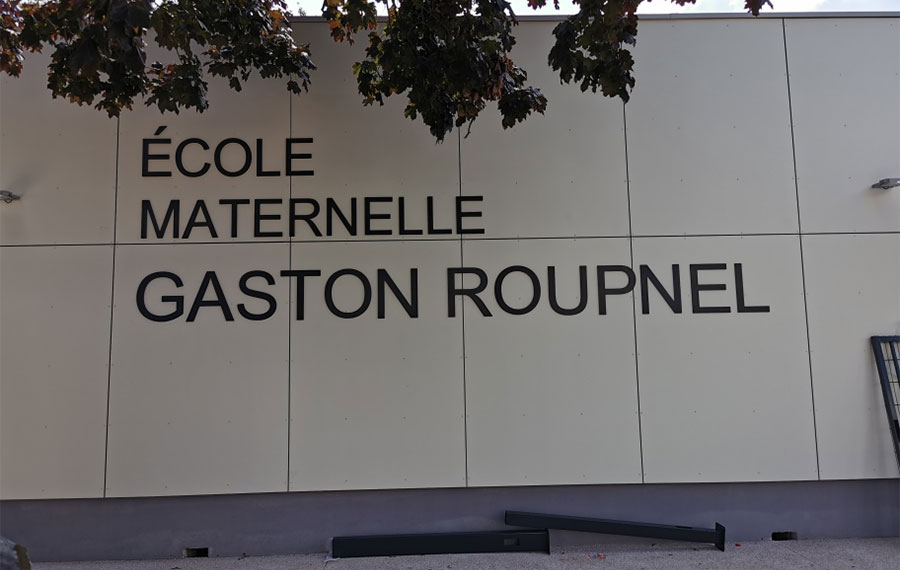 ÉCOLE
MATERNELLE
GASTON ROUPNEL